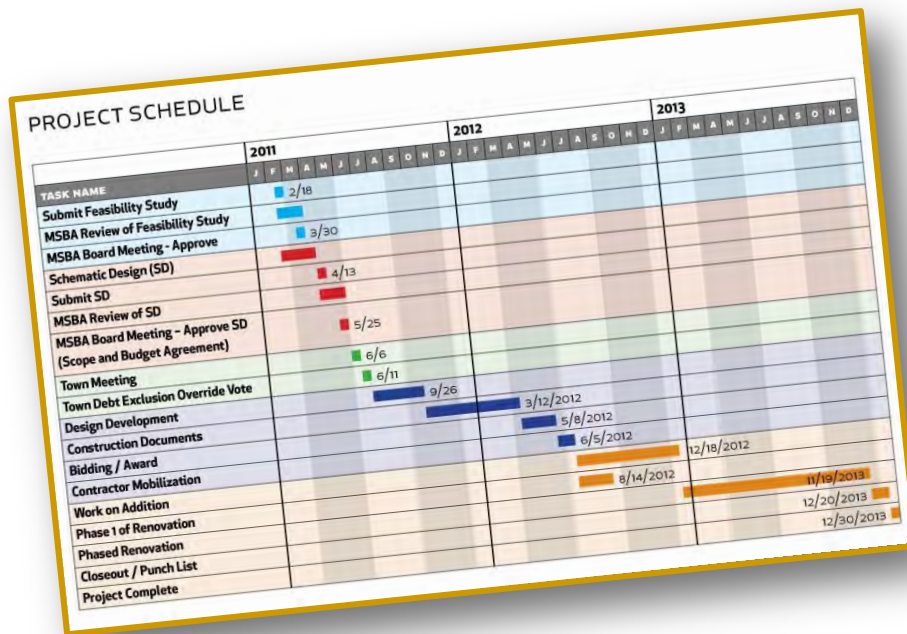 PROJECT SCHEDULE
2011 2012 2013
TASK NAME J F M A M J J A S O N D J F M A M J J A S O N D J F M A M J J A S O N D
Submit Feasibility Study 2/18
MSBA Review of Feasibility Study
MSBA Board Meeting - Approve 3/30
Schematic Design (SD)
Submit SD 4/13
MSBA Review of SD
MSBA Board Meeting – Approve SD
(Scope and Budget Agreement) 5/25
Town Meeting 6/6
Town Debt Exclusion Override Vote 6/11
Design Development 9/26
Construction Documents 3/12/2012
Bidding / Award 5/8/2012
Contractor Mobilization 6/5/2012
Work on Addition 12/18/2012
Phase 1 of Renovation 8/14/2012
Phased Renovation 11/19/2013
Closeout / Punch List 12/20/2013
Project Complete 12/30/2013